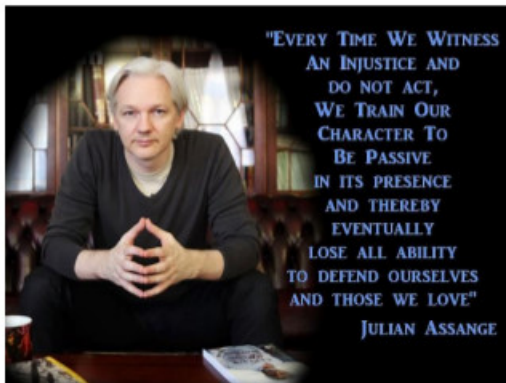 "EVERY TIME WE WITNESS
AN INJUSTICE AND
DO NOT ACT,
WE TRAIN OUR
CHARACTER TO
BE PASSIVE
IN ITS PRESENCE
AND THEREBY
EVENTUALLY
LOSE ALL ABILITY
TO DEFEND OURSELVES
AND THOSE WE LOVE"
JULIAN ASSANGE